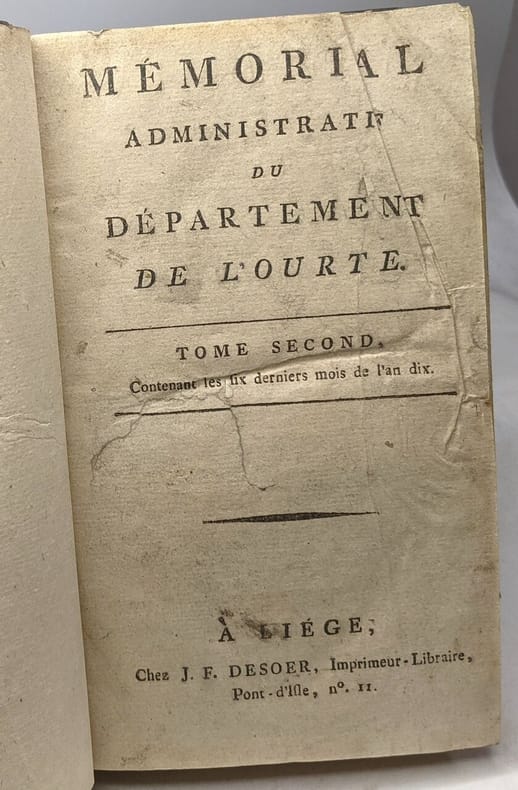 MÉMORIAL
ADMINISTRATIF
DU
DÉPARTEMENT
DE L'OURTE.
TOME SECOND,
Contenant les ſix derniers mois de l'an dix.
À LIÉGE,
Chez J. F. DESOER, Imprimeur-Libraire,
Pont-d'Iſle, nº. 11.